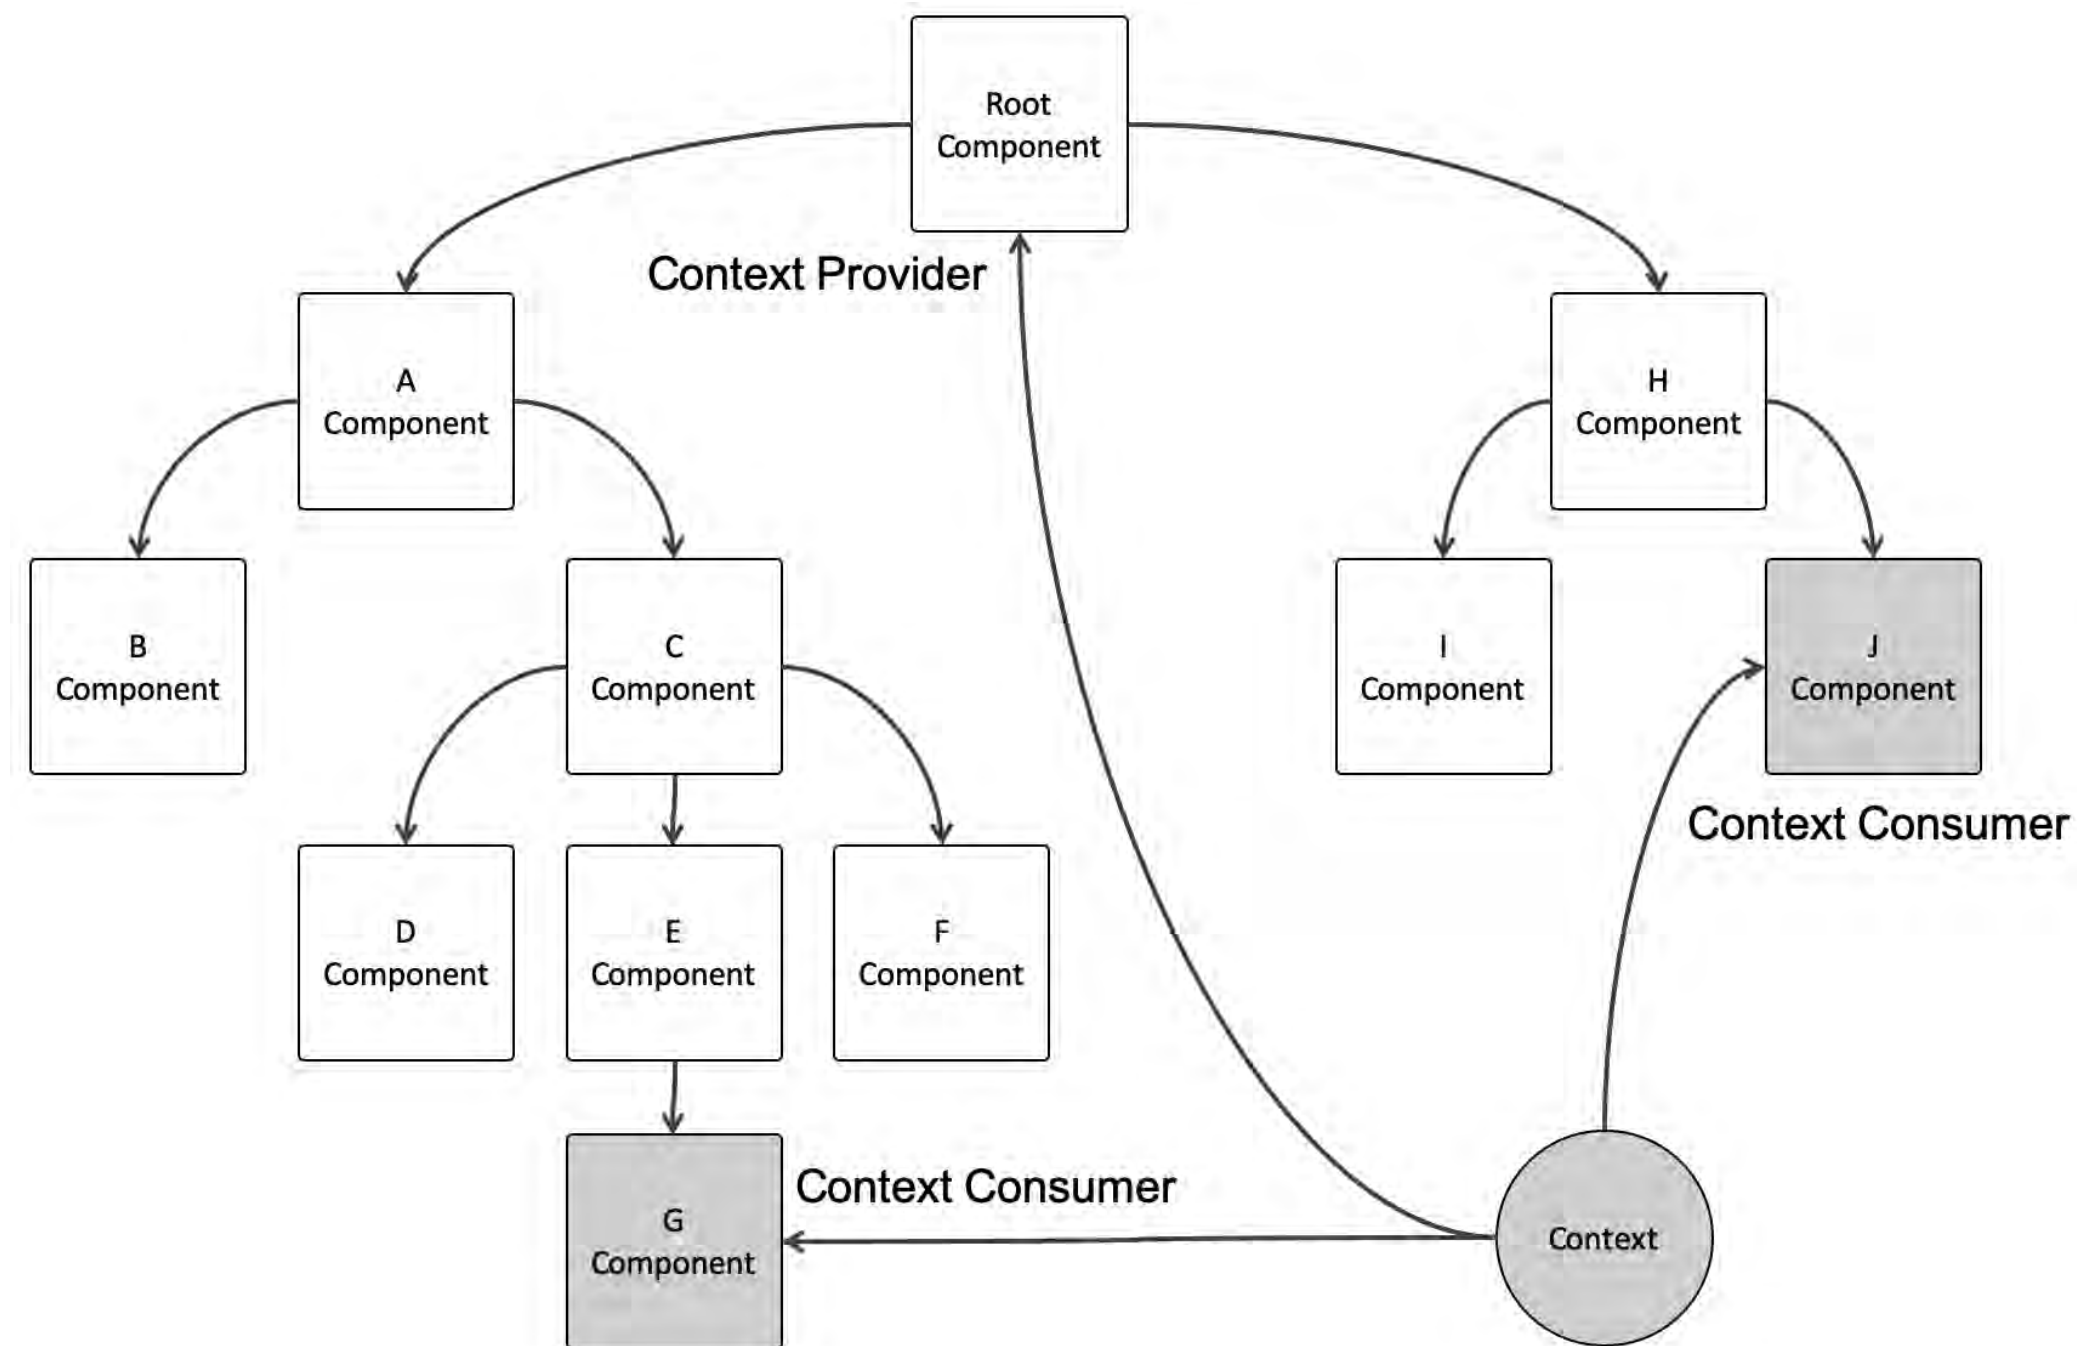 Root
Component
Context Provider
A
Component
H
Component
B
Component
C
Component
I
Component
J
Component
Context Consumer
D
Component
E
Component
F
Component
Context Consumer
G
Component
Context